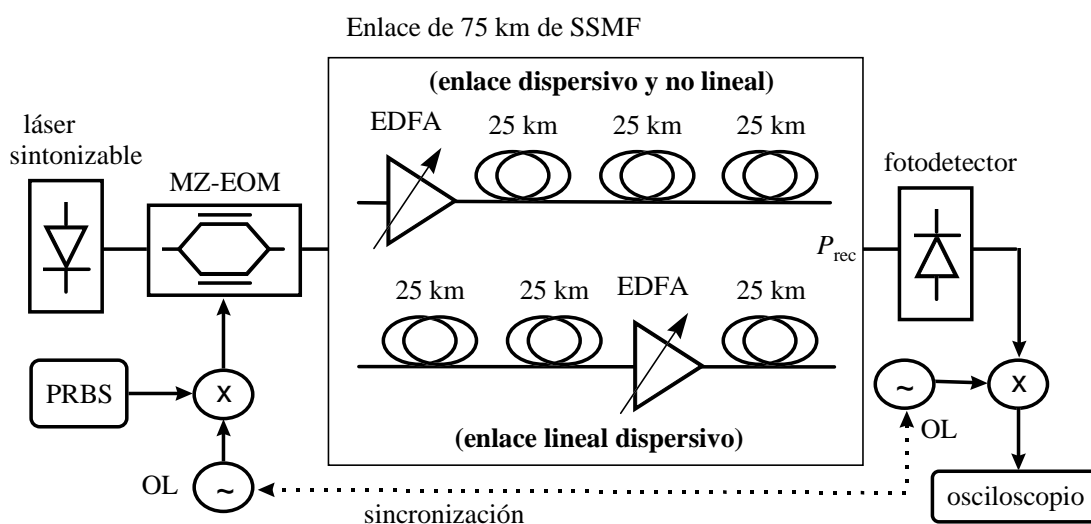 Enlace de 75 km de SSMF
(enlace dispersivo y no lineal)
láser
sintonizable
MZ-EOM
EDFA
25 km
25 km
25 km
fotodetector
P_rec
25 km
25 km
EDFA
25 km
PRBS
x
~
x
OL
(enlace lineal dispersivo)
OL
~
sincronización
osciloscopio